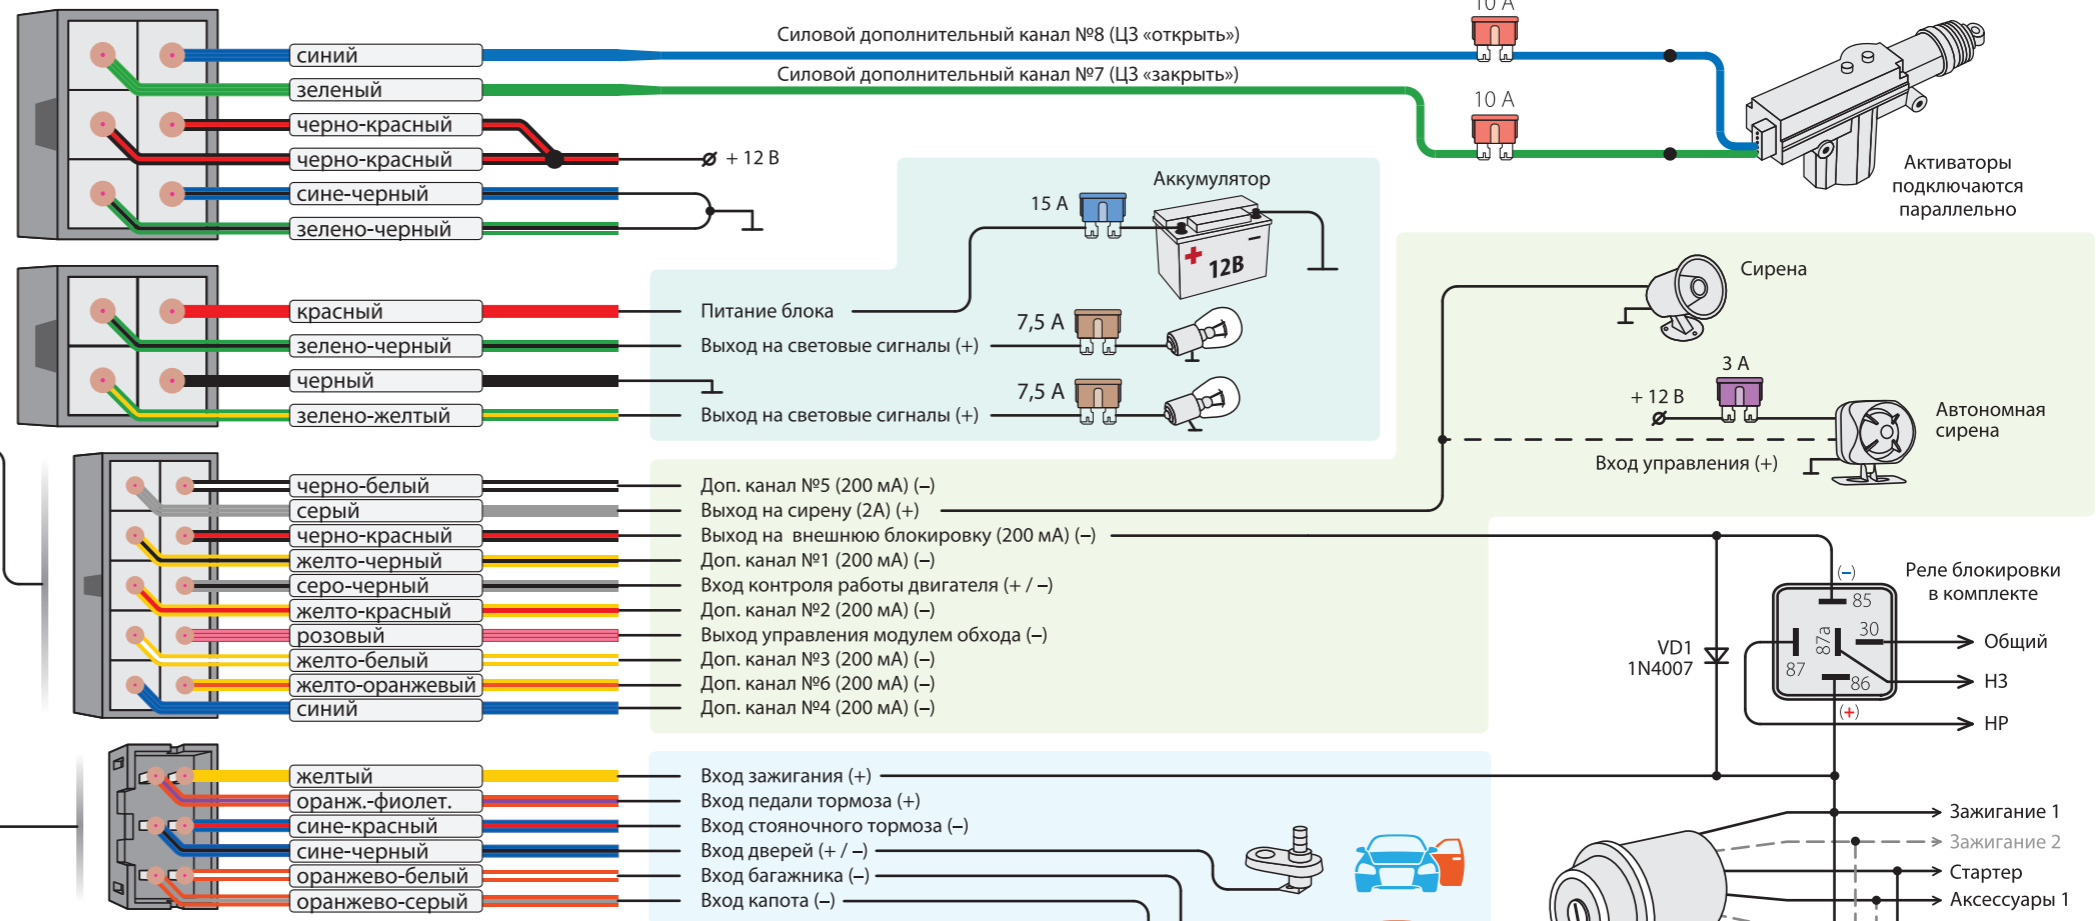 10 А
синий
Силовой дополнительный канал №8 (ЦЗ «открыть»)
зеленый
Силовой дополнительный канал №7 (ЦЗ «закрыть»)
10 А
черно-красный
черно-красный
+ 12 В
сине-черный
зелено-черный
Активаторы
подключаются
параллельно
Аккумулятор
15 А
12В
красный
Питание блока
зелено-черный
Выход на световые сигналы (+)
7,5 А
черный
зелено-желтый
Выход на световые сигналы (+)
7,5 А
Сирена
3 А
+ 12 В
Автономная
сирена
Вход управления (+)
черно-белый
Доп. канал №5 (200 мА) (–)
серый
Выход на сирену (2А) (+)
черно-красный
Выход на внешнюю блокировку (200 мА) (–)
желто-черный
Доп. канал №1 (200 мА) (–)
серо-черный
Вход контроля работы двигателя (+ / –)
желто-красный
Доп. канал №2 (200 мА) (–)
розовый
Выход управления модулем обхода (–)
желто-белый
Доп. канал №3 (200 мА) (–)
желто-оранжевый
Доп. канал №6 (200 мА) (–)
синий
Доп. канал №4 (200 мА) (–)
Реле блокировки
в комплекте
(–)
85
30
87а
87
86
(+)
Общий
НЗ
НР
VD1
1N4007
желтый
Вход зажигания (+)
оранж.-фиолет.
Вход педали тормоза (+)
сине-красный
Вход стояночного тормоза (–)
сине-черный
Вход дверей (+ / –)
оранжево-белый
Вход багажника (–)
оранжево-серый
Вход капота (–)
Зажигание 1
Зажигание 2
Стартер
Аксессуары 1